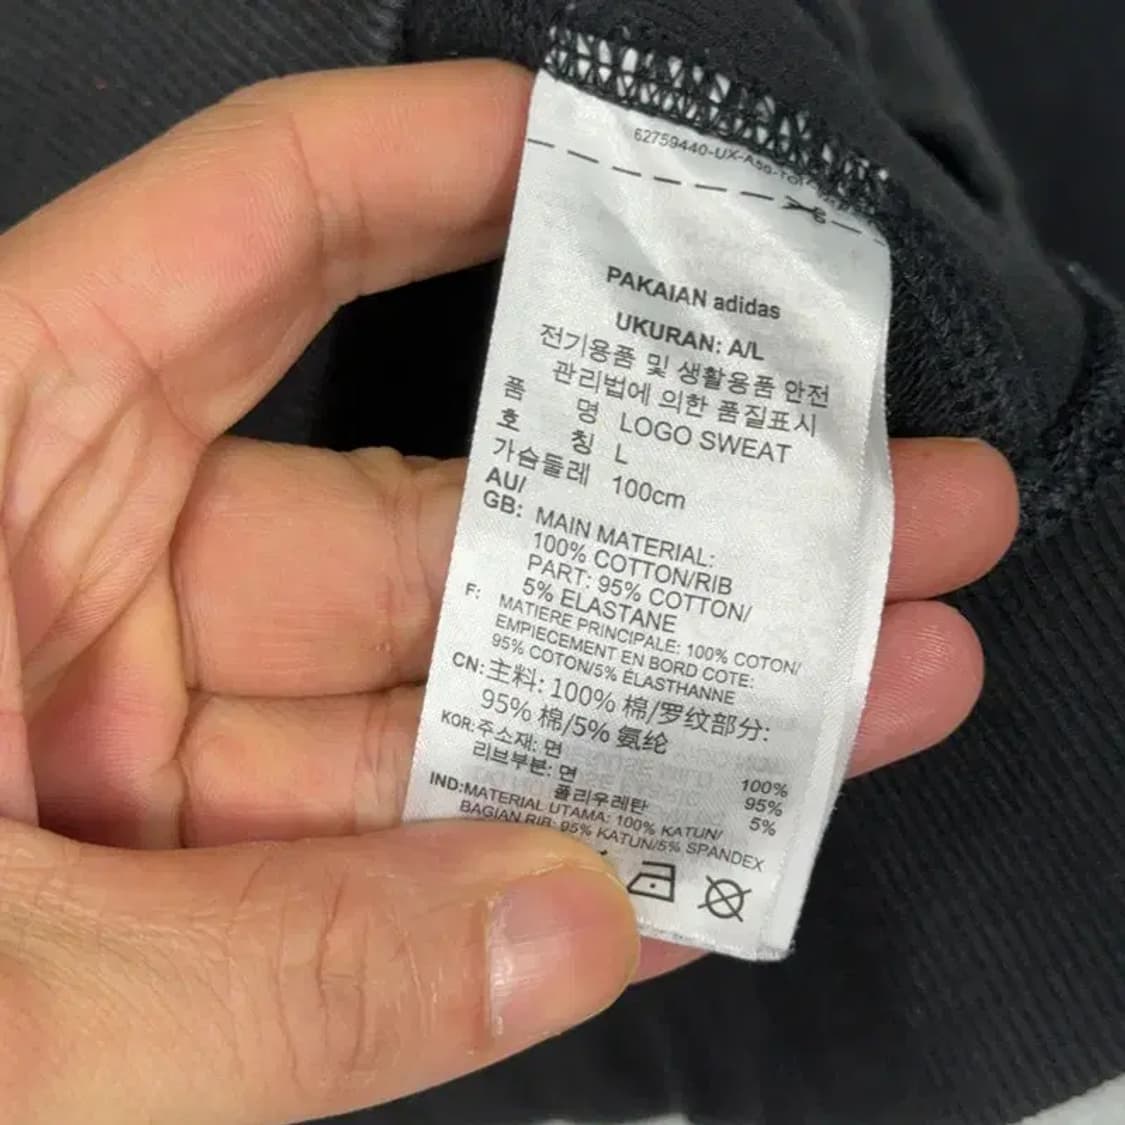 62759440-UX-A
PAKAIAN adidas
UKURAN: A/L
전기용품 및 생활용품 안전
관리법에 의한 품질표시
품 명 LOGO SWEAT
호 칭 L
가슴둘레 100cm
AU/
GB: MAIN MATERIAL:
100% COTTON/RIB
PART: 95% COTTON/
5% ELASTANE
F: MATIERE PRINCIPALE: 100% COTON/
EMPIECEMENT EN BORD COTE:
95% COTON/5% ÉLASTHANNE
CN: 主料: 100% 棉/罗纹部分:
95% 棉/5% 氨纶
KOR: 주소재: 면 100%
리브부분: 면 95%
폴리우레탄 5%
IND: MATERIAL UTAMA: 100% KATUN/
BAGIAN RIB: 95% KATUN/5% SPANDEX